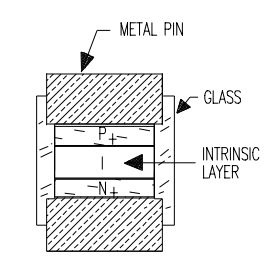 METAL PIN
GLASS
P+
I
INTRINSIC
LAYER
N+